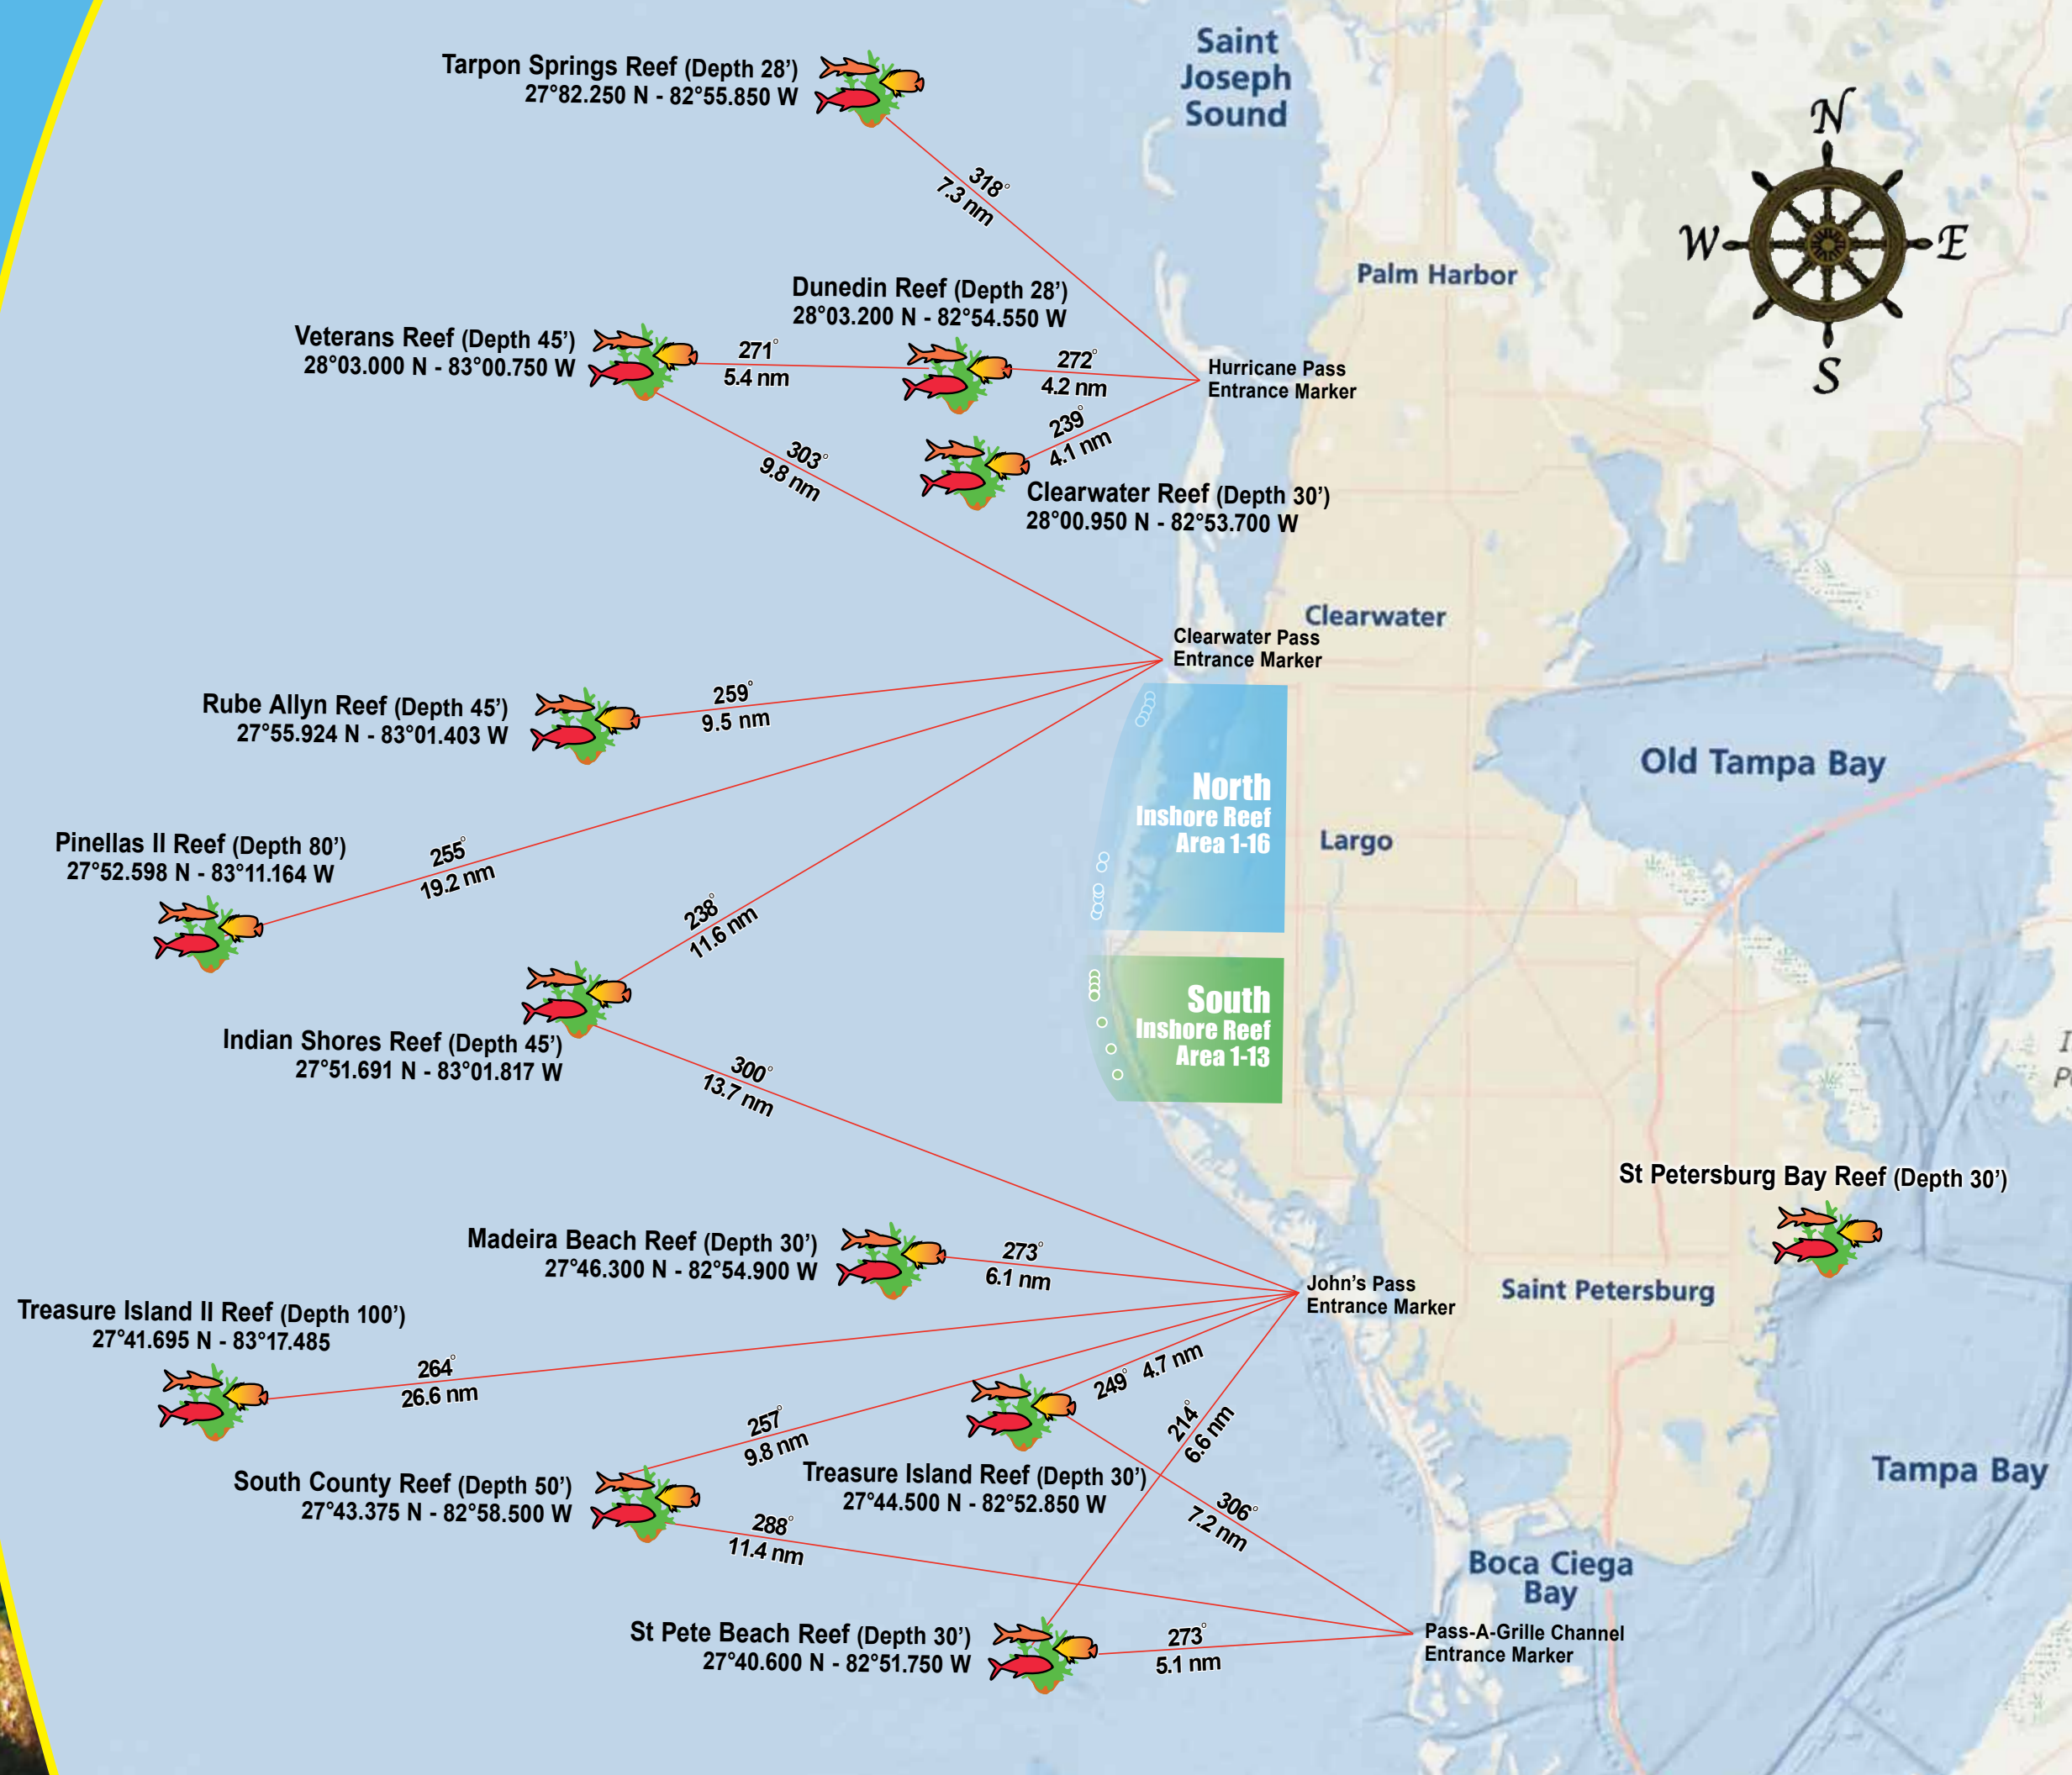 Saint
Joseph
Sound
Tarpon Springs Reef (Depth 28’)
27°82.250 N - 82°55.850 W
N
W
E
S
318°
7.3 nm
Palm Harbor
Dunedin Reef (Depth 28’)
28°03.200 N - 82°54.550 W
Veterans Reef (Depth 45’)
28°03.000 N - 83°00.750 W
271°
5.4 nm
272°
4.2 nm
Hurricane Pass
Entrance Marker
239°
4.1 nm
303°
9.8 nm
Clearwater Reef (Depth 30’)
28°00.950 N - 82°53.700 W
Clearwater
Clearwater Pass
Entrance Marker
Rube Allyn Reef (Depth 45’)
27°55.924 N - 83°01.403 W
259°
9.5 nm
Old Tampa Bay
North
Inshore Reef
Area 1-16
Largo
Pinellas II Reef (Depth 80’)
27°52.598 N - 83°11.164 W
255°
19.2 nm
238°
11.6 nm
South
Inshore Reef
Area 1-13
Indian Shores Reef (Depth 45’)
27°51.691 N - 83°01.817 W
300°
13.7 nm
St Petersburg Bay Reef (Depth 30’)
Madeira Beach Reef (Depth 30’)
27°46.300 N - 82°54.900 W
273°
6.1 nm
John’s Pass
Entrance Marker
Saint Petersburg
Treasure Island II Reef (Depth 100’)
27°41.695 N - 83°17.485
264°
26.6 nm
249° 4.7 nm
257°
9.8 nm
214°
6.6 nm
Treasure Island Reef (Depth 30’)
27°44.500 N - 82°52.850 W
Tampa Bay
South County Reef (Depth 50’)
27°43.375 N - 82°58.500 W
306°
7.2 nm
288°
11.4 nm
Boca Ciega
Bay
St Pete Beach Reef (Depth 30’)
27°40.600 N - 82°51.750 W
273°
5.1 nm
Pass-A-Grille Channel
Entrance Marker